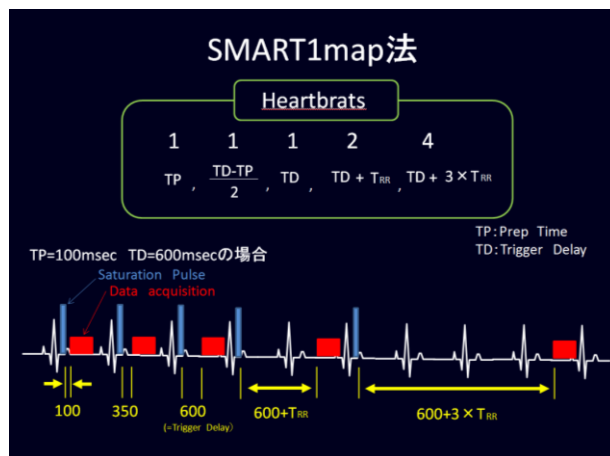 SMART1map法
Heartbrats
1 1 1 2 4
TP , TD-TP/2 , TD , TD + TRR , TD + 3×TRR
TP:Prep Time
TD:Trigger Delay
TP=100msec TD=600msecの場合
Saturation Pulse
Data acquisition
100 350 600 600+TRR 600+3×TRR
(=Trigger Delay)